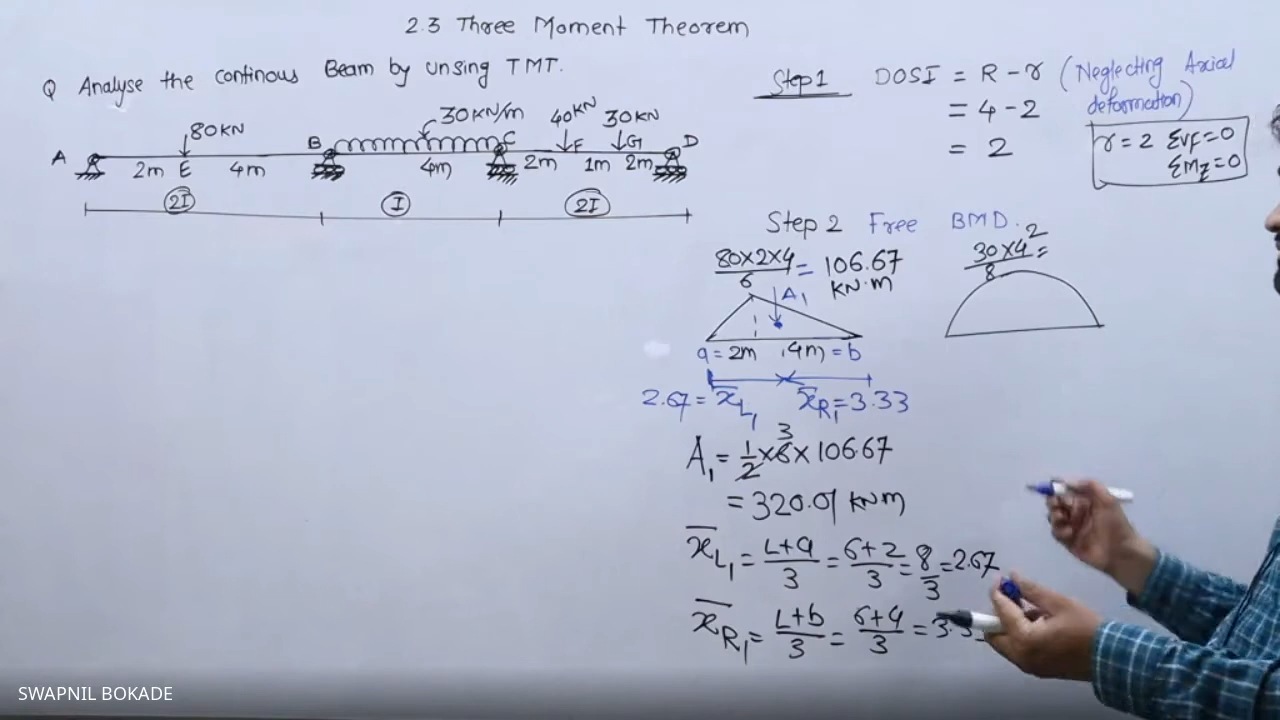 2.3 Three Moment Theorem
Q Analyse the continous Beam by unsing TMT.
80KN
30KN/m
40KN 30KN
A B C F G D
2m E 4m 4m 2m 1m 2m
2I I 2I
Step1 DOSI = R - r (Neglecting Axial deformation)
= 4 - 2
= 2
r = 2 ΣVF=0
ΣMz=0
Step 2 Free BMD.
80×2×4/6 = 106.67 KN·m
A₁
a = 2m 4m = b
2.67 = x̄L₁ x̄R₁ = 3.33
30×4²/8 =
A₁ = 1/2 × 6 3 × 106.67
= 320.01 KNm
x̄L₁ = L+a/3 = 6+2/3 = 8/3 = 2.67
x̄R₁ = L+b/3 = 6+4/3 = 3.3
SWAPNIL BOKADE